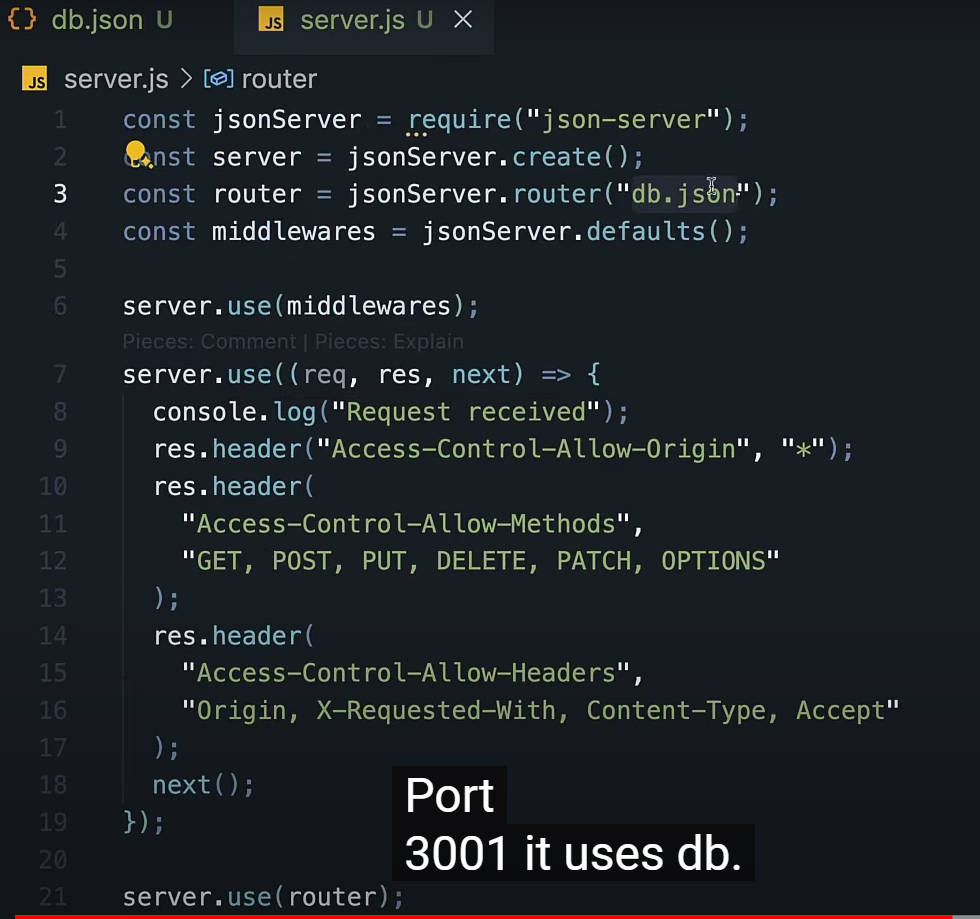 {} db.json U
JS server.js U ×
JS server.js > router
1 const jsonServer = require("json-server");
2 const server = jsonServer.create();
3 const router = jsonServer.router("db.json");
4 const middlewares = jsonServer.defaults();
5
6 server.use(middlewares);
Pieces: Comment | Pieces: Explain
7 server.use((req, res, next) => {
8 console.log("Request received");
9 res.header("Access-Control-Allow-Origin", "*");
10 res.header(
11 "Access-Control-Allow-Methods",
12 "GET, POST, PUT, DELETE, PATCH, OPTIONS"
13 );
14 res.header(
15 "Access-Control-Allow-Headers",
16 "Origin, X-Requested-With, Content-Type, Accept"
17 );
18 next();
19 });
20
21 server.use(router);
Port
3001 it uses db.